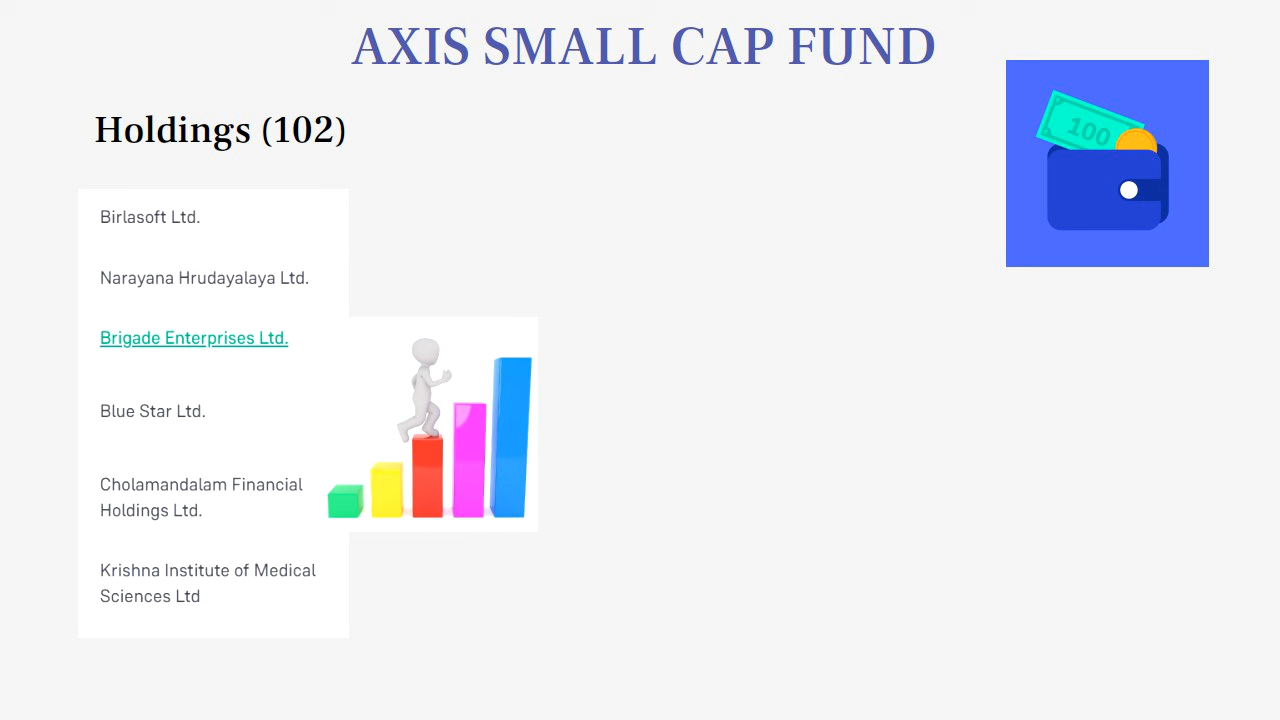 AXIS SMALL CAP FUND
Holdings (102)
100
Birlasoft Ltd.
Narayana Hrudayalaya Ltd.
Brigade Enterprises Ltd.
Blue Star Ltd.
Cholamandalam Financial
Holdings Ltd.
Krishna Institute of Medical
Sciences Ltd